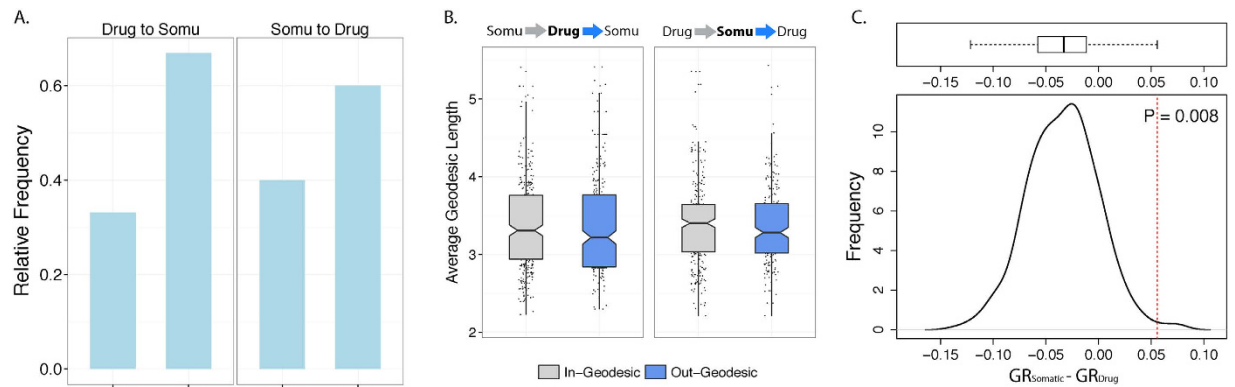 A.
Drug to Somu
Somu to Drug
Relative Frequency
0.6
0.4
0.2
0.0
B.
Somu Drug Somu
Drug Somu Drug
Average Geodesic Length
5
4
3
2
In-Geodesic
Out-Geodesic
C.
−0.15 −0.10 −0.05 0.00 0.05 0.10
P = 0.008
Frequency
10
8
6
4
2
0
−0.15 −0.10 −0.05 0.00 0.05 0.10
GRSomatic - GRDrug